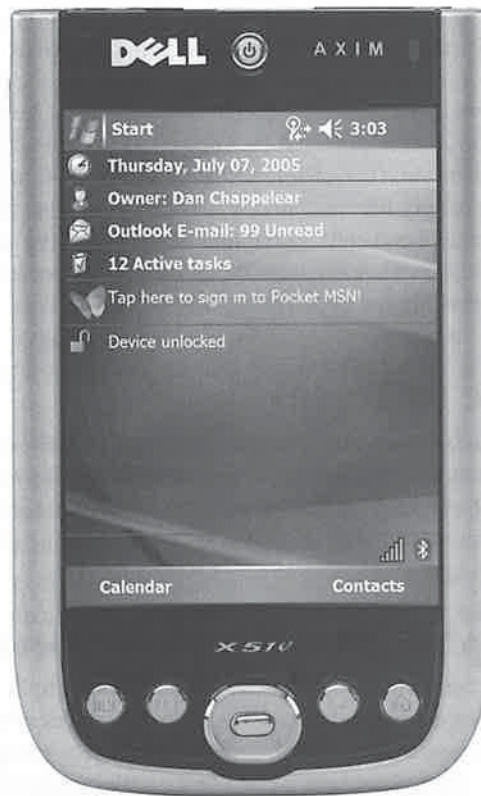 DELL AXIM
Start 3:03
Thursday, July 07, 2005
Owner: Dan Chappelear
Outlook E-mail: 99 Unread
12 Active tasks
Tap here to sign in to Pocket MSN!
Device unlocked
Calendar Contacts
X51v